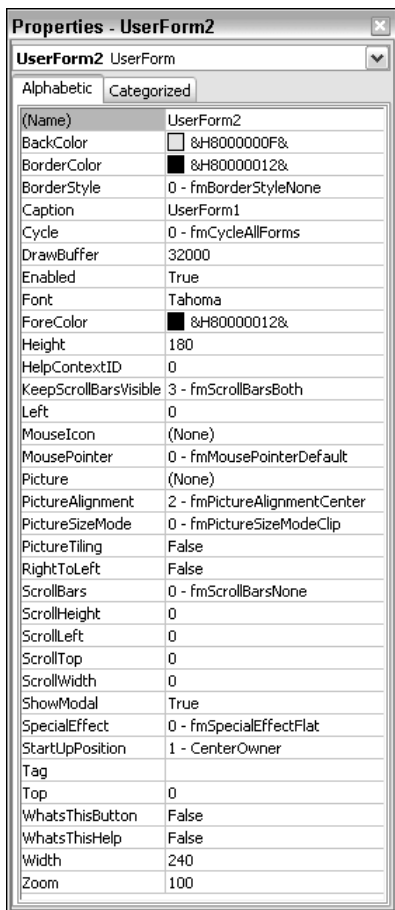 Properties - UserForm2
UserForm2 UserForm
Alphabetic Categorized
(Name) UserForm2
BackColor &H8000000F&
BorderColor &H80000012&
BorderStyle 0 - fmBorderStyleNone
Caption UserForm1
Cycle 0 - fmCycleAllForms
DrawBuffer 32000
Enabled True
Font Tahoma
ForeColor &H80000012&
Height 180
HelpContextID 0
KeepScrollBarsVisible 3 - fmScrollBarsBoth
Left 0
MouseIcon (None)
MousePointer 0 - fmMousePointerDefault
Picture (None)
PictureAlignment 2 - fmPictureAlignmentCenter
PictureSizeMode 0 - fmPictureSizeModeClip
PictureTiling False
RightToLeft False
ScrollBars 0 - fmScrollBarsNone
ScrollHeight 0
ScrollLeft 0
ScrollTop 0
ScrollWidth 0
ShowModal True
SpecialEffect 0 - fmSpecialEffectFlat
StartUpPosition 1 - CenterOwner
Tag
Top 0
WhatsThisButton False
WhatsThisHelp False
Width 240
Zoom 100